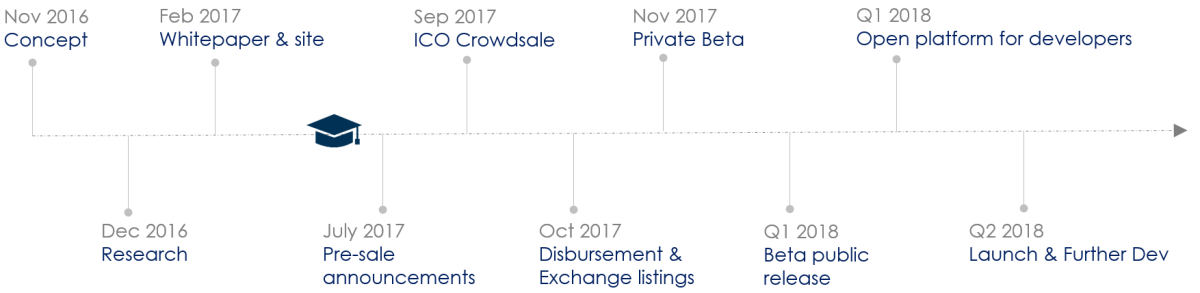 Nov 2016
Concept
Feb 2017
Whitepaper & site
Sep 2017
ICO Crowdsale
Nov 2017
Private Beta
Q1 2018
Open platform for developers
Dec 2016
Research
July 2017
Pre-sale
announcements
Oct 2017
Disbursement &
Exchange listings
Q1 2018
Beta public
release
Q2 2018
Launch & Further Dev